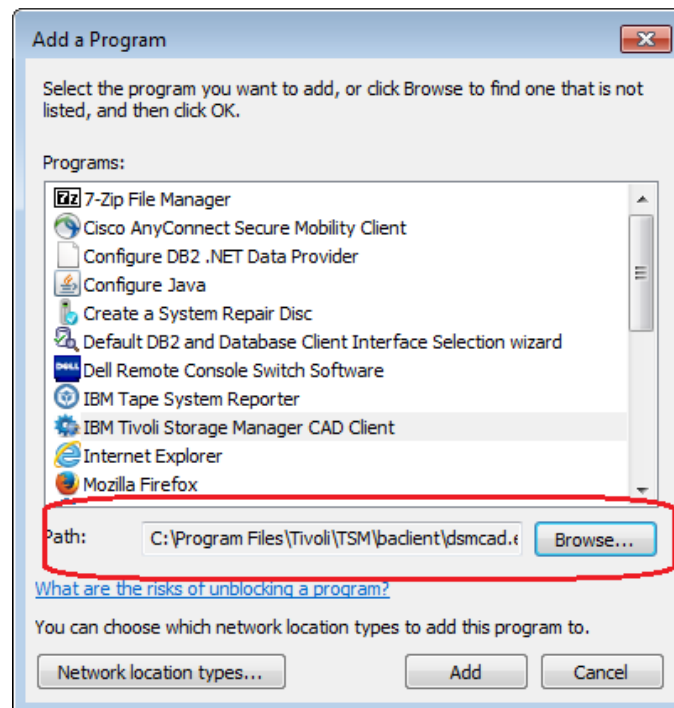 Add a Program
Select the program you want to add, or click Browse to find one that is not
listed, and then click OK.
Programs:
7z 7-Zip File Manager
Cisco AnyConnect Secure Mobility Client
Configure DB2 .NET Data Provider
Configure Java
Create a System Repair Disc
Default DB2 and Database Client Interface Selection wizard
DELL Dell Remote Console Switch Software
IBM Tape System Reporter
IBM Tivoli Storage Manager CAD Client
Internet Explorer
Mozilla Firefox
Path: C:\Program Files\Tivoli\TSM\baclient\dsmcad.e Browse...
What are the risks of unblocking a program?
You can choose which network location types to add this program to.
Network location types... Add Cancel